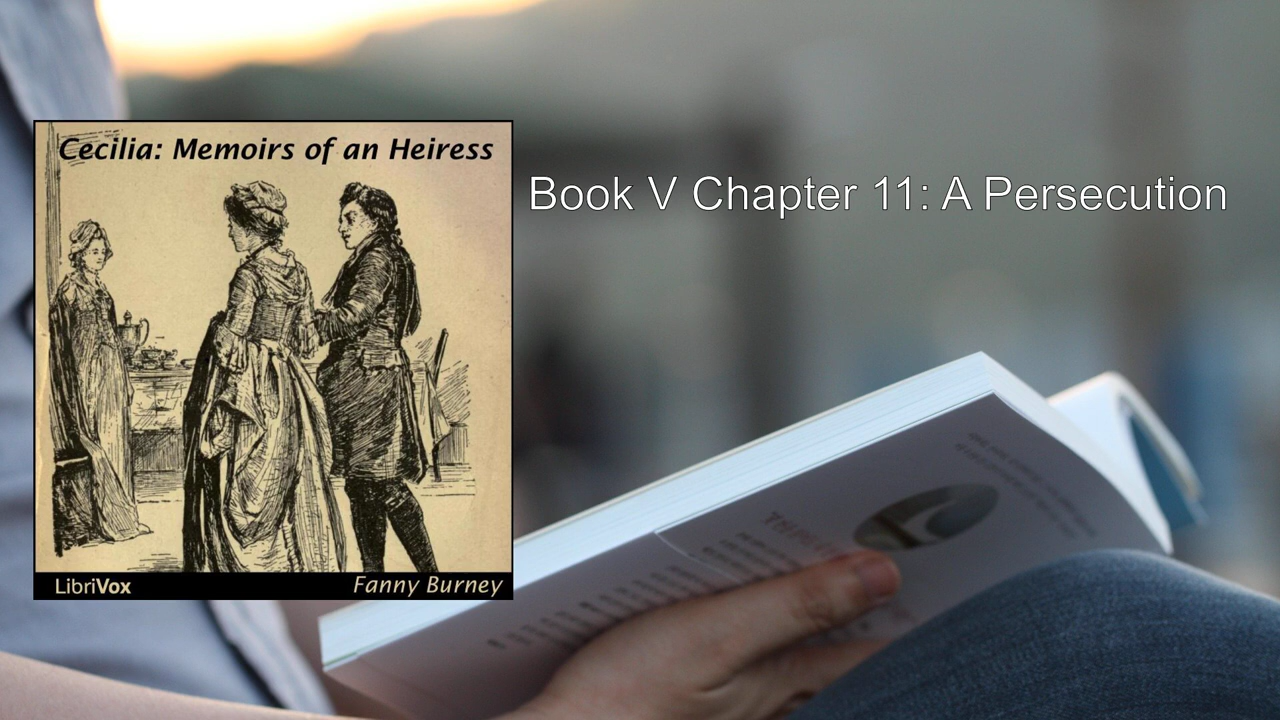 Cecilia: Memoirs of an Heiress
Book V Chapter 11: A Persecution
LibriVox
Fanny Burney